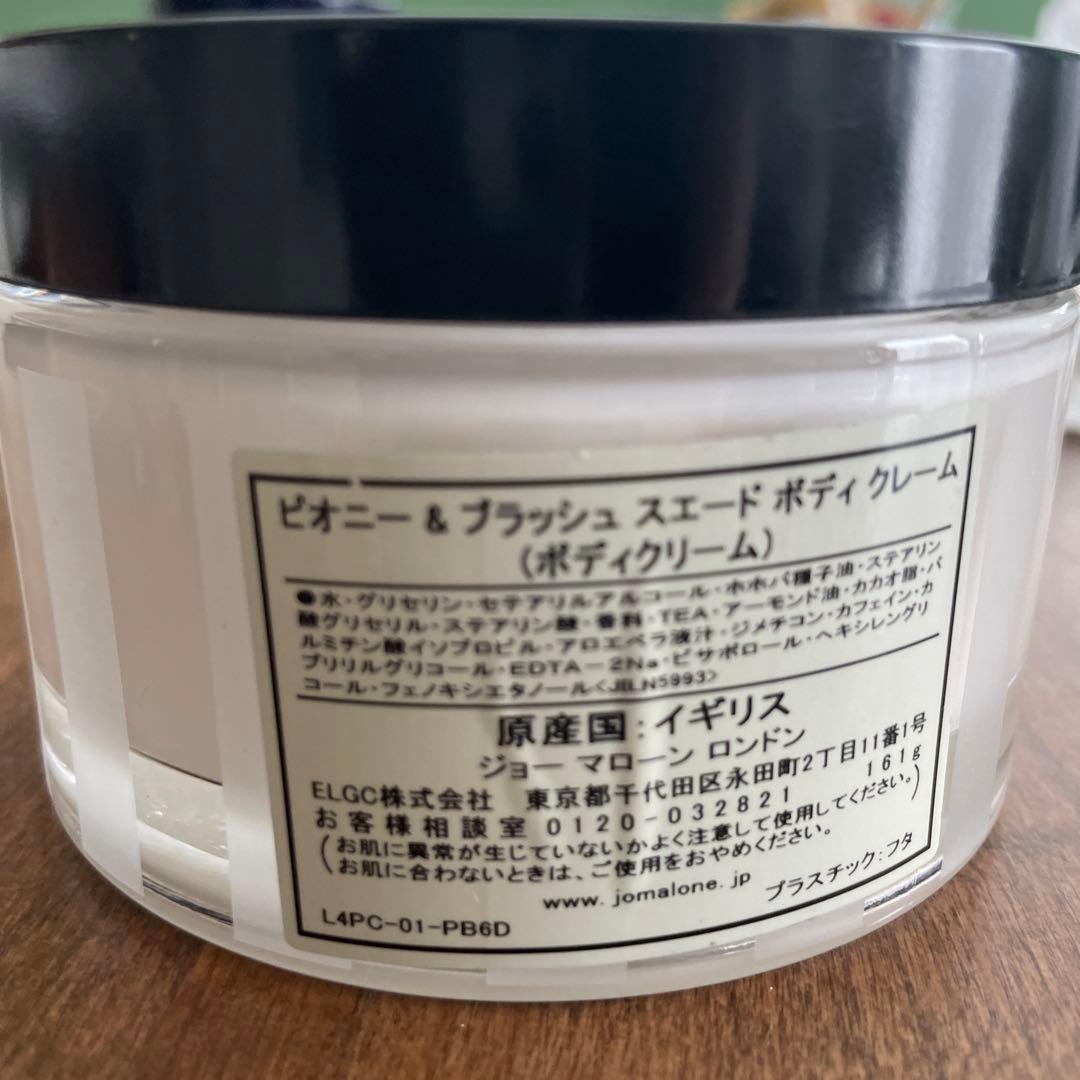 ピオニー & ブラッシュ スエード ボディ クレーム
(ボディクリーム)
●水・グリセリン・セテアリルアルコール・ホホバ種子油・ステアリン
酸グリセリル・ステアリン酸・香料・TEA・アーモンド油・カカオ脂・パ
ルミチン酸イソプロピル・アロエベラ液汁・ジメチコン・カフェイン・カ
プリリルグリコール・EDTA-2Na・ビサボロール・ヘキシレングリ
コール・フェノキシエタノール<JILN5993>
原産国:イギリス
ジョー マローン ロンドン
ELGC株式会社 東京都千代田区永田町2丁目11番1号
お客様相談室 0120-032821 161g
(お肌に異常が生じていないかよく注意して使用してください。)
お肌に合わないときは、ご使用をおやめください。
www.jomalone.jp プラスチック:フタ
L4PC-01-PB6D